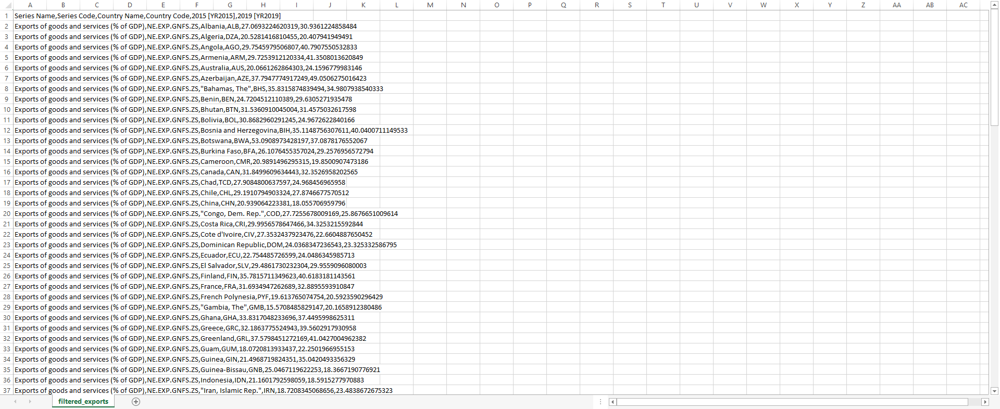 A B C D E F G H I J K L M N O P Q R S T U V W X Y Z AA AB AC
1 Series Name,Series Code,Country Name,Country Code,2015 [YR2015],2019 [YR2019]
2 Exports of goods and services (% of GDP),NE.EXP.GNFS.ZS,Albania,ALB,27.0693224620319,30.9361224858484
3 Exports of goods and services (% of GDP),NE.EXP.GNFS.ZS,Algeria,DZA,20.5281416810455,20.407941949491
4 Exports of goods and services (% of GDP),NE.EXP.GNFS.ZS,Angola,AGO,29.7545979506807,40.7907550532833
5 Exports of goods and services (% of GDP),NE.EXP.GNFS.ZS,Armenia,ARM,29.7253912120334,41.3508013620849
6 Exports of goods and services (% of GDP),NE.EXP.GNFS.ZS,Australia,AUS,20.0661262864303,24.1596779983146
7 Exports of goods and services (% of GDP),NE.EXP.GNFS.ZS,Azerbaijan,AZE,37.7947774917249,49.0506275016423
8 Exports of goods and services (% of GDP),NE.EXP.GNFS.ZS,"Bahamas, The",BHS,35.8315874839494,34.9807938540333
9 Exports of goods and services (% of GDP),NE.EXP.GNFS.ZS,Benin,BEN,24.7204512110389,29.6305271935478
10 Exports of goods and services (% of GDP),NE.EXP.GNFS.ZS,Bhutan,BTN,31.5360910045004,31.4575032617598
11 Exports of goods and services (% of GDP),NE.EXP.GNFS.ZS,Bolivia,BOL,30.8682960291245,24.9672622840166
12 Exports of goods and services (% of GDP),NE.EXP.GNFS.ZS,Bosnia and Herzegovina,BIH,35.1148756307611,40.0400711149533
13 Exports of goods and services (% of GDP),NE.EXP.GNFS.ZS,Botswana,BWA,53.0908973428197,37.0878176552067
14 Exports of goods and services (% of GDP),NE.EXP.GNFS.ZS,Burkina Faso,BFA,26.1076455357024,29.2576956572794
15 Exports of goods and services (% of GDP),NE.EXP.GNFS.ZS,Cameroon,CMR,20.9891496295315,19.8500907473186
16 Exports of goods and services (% of GDP),NE.EXP.GNFS.ZS,Canada,CAN,31.8499609634443,32.3526958202565
17 Exports of goods and services (% of GDP),NE.EXP.GNFS.ZS,Chad,TCD,27.9084800637597,24.968456965958
18 Exports of goods and services (% of GDP),NE.EXP.GNFS.ZS,Chile,CHL,29.1910794903324,27.8746677570512
19 Exports of goods and services (% of GDP),NE.EXP.GNFS.ZS,China,CHN,20.939064223381,18.055706959796
20 Exports of goods and services (% of GDP),NE.EXP.GNFS.ZS,"Congo, Dem. Rep.",COD,27.7255678009169,25.8676651009614
21 Exports of goods and services (% of GDP),NE.EXP.GNFS.ZS,Costa Rica,CRI,29.9956578647466,34.3253215592844
22 Exports of goods and services (% of GDP),NE.EXP.GNFS.ZS,Cote d'Ivoire,CIV,27.3532437923476,22.6604887650452
23 Exports of goods and services (% of GDP),NE.EXP.GNFS.ZS,Dominican Republic,DOM,24.0368347236543,23.325332586795
24 Exports of goods and services (% of GDP),NE.EXP.GNFS.ZS,Ecuador,ECU,22.754485726599,24.0486345985713
25 Exports of goods and services (% of GDP),NE.EXP.GNFS.ZS,El Salvador,SLV,29.4861730232304,29.9559096080003
26 Exports of goods and services (% of GDP),NE.EXP.GNFS.ZS,Finland,FIN,35.7815711349623,40.6183181143561
27 Exports of goods and services (% of GDP),NE.EXP.GNFS.ZS,France,FRA,31.6934947262689,32.8895593910847
28 Exports of goods and services (% of GDP),NE.EXP.GNFS.ZS,French Polynesia,PYF,19.613765074754,20.5923590296429
29 Exports of goods and services (% of GDP),NE.EXP.GNFS.ZS,"Gambia, The",GMB,15.5708485829147,20.1658912380486
30 Exports of goods and services (% of GDP),NE.EXP.GNFS.ZS,Ghana,GHA,33.8317048233696,37.4495998625311
31 Exports of goods and services (% of GDP),NE.EXP.GNFS.ZS,Greece,GRC,32.1863775524943,39.5602917930958
32 Exports of goods and services (% of GDP),NE.EXP.GNFS.ZS,Greenland,GRL,37.5798451272169,41.0427004962382
33 Exports of goods and services (% of GDP),NE.EXP.GNFS.ZS,Guam,GUM,18.0720813933437,22.2501966955153
34 Exports of goods and services (% of GDP),NE.EXP.GNFS.ZS,Guinea,GIN,21.4968719824351,35.0420493356329
35 Exports of goods and services (% of GDP),NE.EXP.GNFS.ZS,Guinea-Bissau,GNB,25.0467119622253,18.3667190776921
36 Exports of goods and services (% of GDP),NE.EXP.GNFS.ZS,Indonesia,IDN,21.1601792598059,18.5915277970883
37 Exports of goods and services (% of GDP),NE.EXP.GNFS.ZS,"Iran, Islamic Rep.",IRN,18.7208345068656,23.4838672675323
filtered_exports